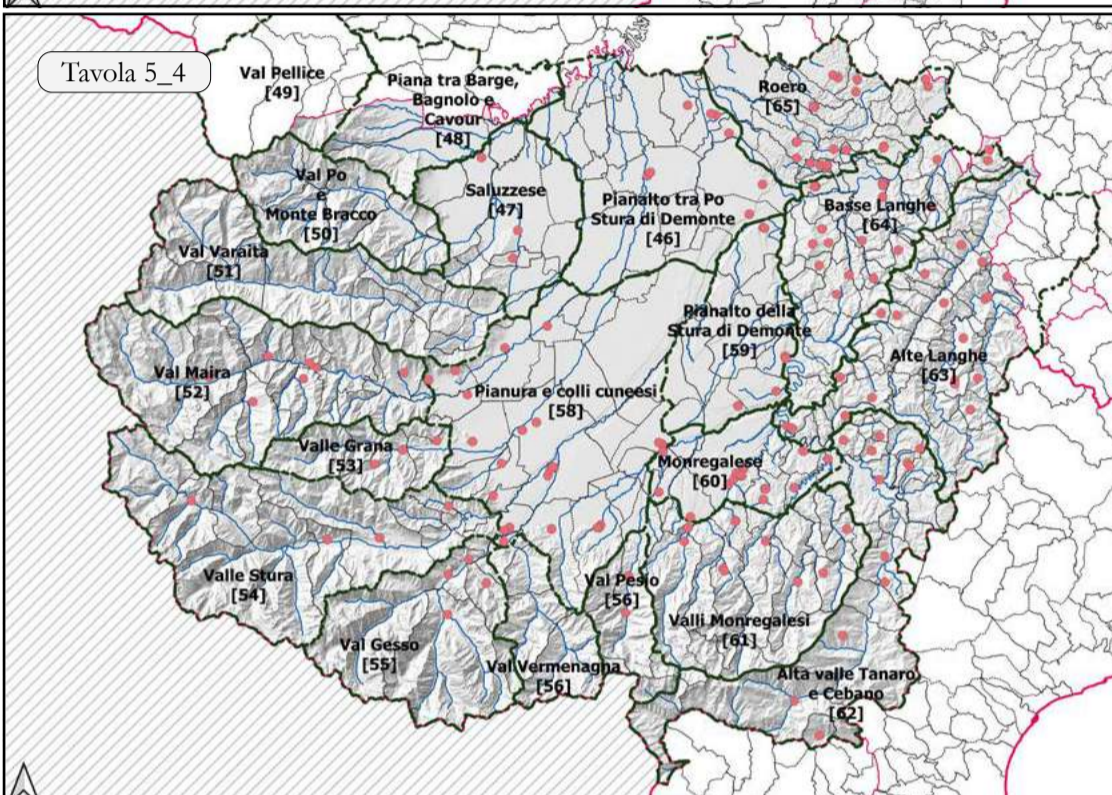 Tavola 5_4
Val Pellice
[49]
Piana tra Barge,
Bagnolo e
Cavour
[48]
Roero
[65]
Val Po
e
Monte Bracco
[50]
Saluzzese
[47]
Pianalto tra Po
Stura di Demonte
[46]
Basse Langhe
[64]
Val Varaita
[51]
Pianalto della
Stura di Demonte
[59]
Alte Langhe
[63]
Val Maira
[52]
Pianura e colli cuneesi
[58]
Valle Grana
[53]
Monregalese
[60]
Valle Stura
[54]
Val Pesio
[56]
Valli Monregalesi
[61]
Val Gesso
[55]
Val Vermenagna
[56]
Alta valle Tanaro
e Cebano
[62]